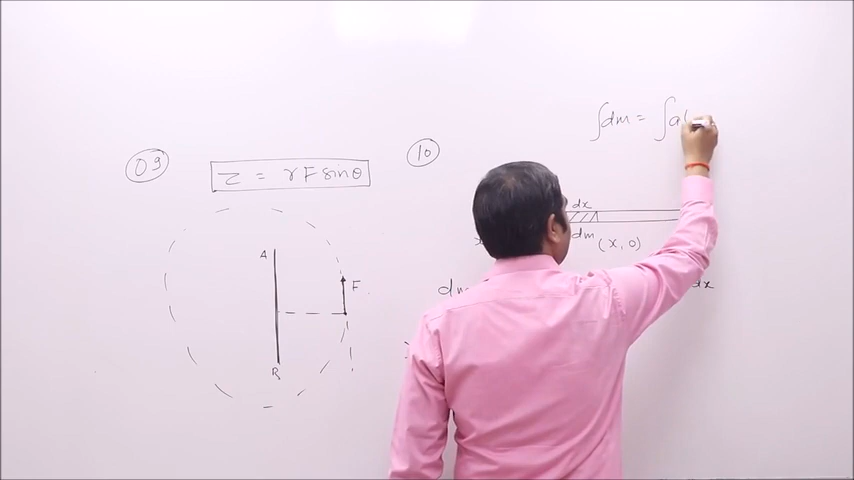 09
τ = rF sinθ
A
F
R
10
∫dm = ∫a(
dx
dm
(x, 0)
dm
dx